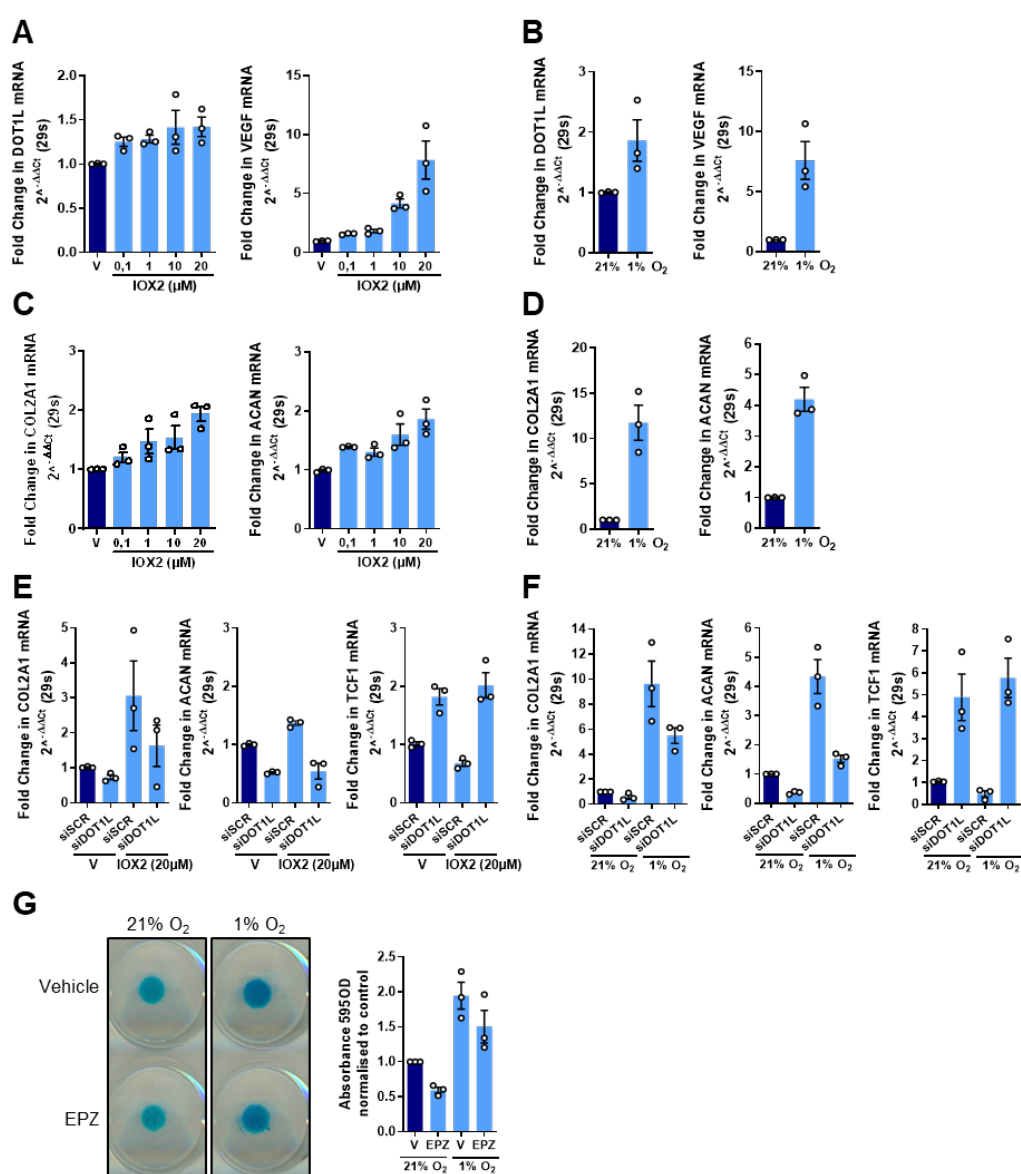 A
Fold Change in DOT1L mRNA
2^-ΔΔCt (29s)
2.0
1.5
1.0
0.5
0.0
V
0,1
1
10
20
IOX2 (µM)
Fold Change in VEGF mRNA
2^-ΔΔCt (29s)
15
10
5
0
V
0,1
1
10
20
IOX2 (µM)
B
Fold Change in DOT1L mRNA
2^-ΔΔCt (29s)
3
2
1
0
21%
1%
O2
Fold Change in VEGF mRNA
2^-ΔΔCt (29s)
15
10
5
0
21%
1%
O2
C
Fold Change in COL2A1 mRNA
2^-ΔΔCt (29s)
3
2
1
0
V
0,1
1
10
20
IOX2 (µM)
Fold Change in ACAN mRNA
2^-ΔΔCt (29s)
3
2
1
0
V
0,1
1
10
20
IOX2 (µM)
D
Fold Change in COL2A1 mRNA
2^-ΔΔCt (29s)
20
15
10
5
0
21%
1%
O2
Fold Change in ACAN mRNA
2^-ΔΔCt (29s)
6
5
4
3
2
1
0
21%
1%
O2
E
Fold Change in COL2A1 mRNA
2^-ΔΔCt (29s)
5
4
3
2
1
0
siSCR
siDOT1L
siSCR
siDOT1L
V
IOX2 (20µM)
Fold Change in ACAN mRNA
2^-ΔΔCt (29s)
3
2
1
0
siSCR
siDOT1L
siSCR
siDOT1L
V
IOX2 (20µM)
Fold Change in TCF1 mRNA
2^-ΔΔCt (29s)
3
2
1
0
siSCR
siDOT1L
siSCR
siDOT1L
V
IOX2 (20µM)
F
Fold Change in COL2A1 mRNA
2^-ΔΔCt (29s)
14
12
10
8
6
4
2
0
siSCR
siDOT1L
siSCR
siDOT1L
21% O2
1% O2
Fold Change in ACAN mRNA
2^-ΔΔCt (29s)
6
5
4
3
2
1
0
siSCR
siDOT1L
siSCR
siDOT1L
21% O2
1% O2
Fold Change in TCF1 mRNA
2^-ΔΔCt (29s)
8
7
6
5
4
3
2
1
0
siSCR
siDOT1L
siSCR
siDOT1L
21% O2
1% O2
G
21% O2
1% O2
Vehicle
EPZ
Absorbance 595OD
normalised to control
2.5
2.0
1.5
1.0
0.5
0.0
V
EPZ
V
EPZ
21% O2
1% O2